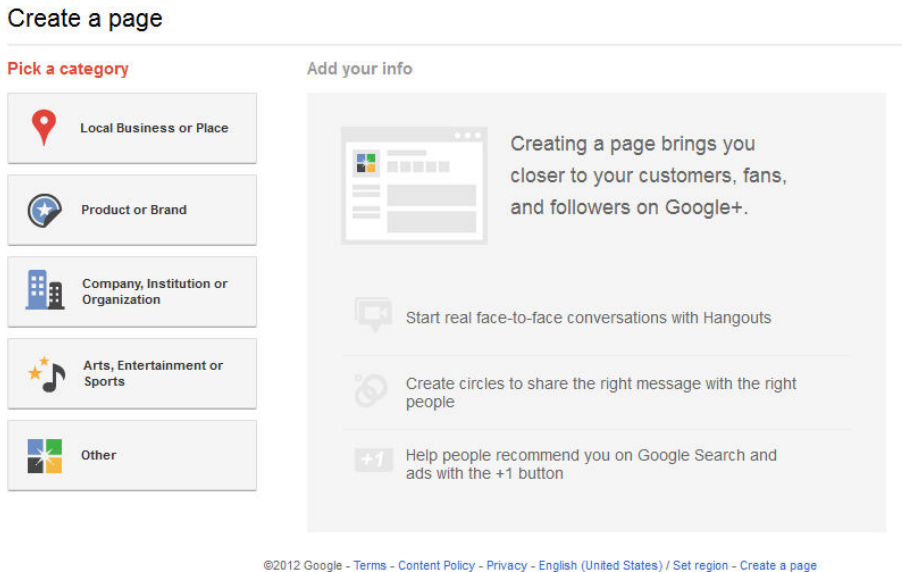 Create a page
Pick a category
Add your info
Local Business or Place
Product or Brand
Company, Institution or
Organization
Arts, Entertainment or
Sports
Other
Creating a page brings you
closer to your customers, fans,
and followers on Google+.
Start real face-to-face conversations with Hangouts
Create circles to share the right message with the right
people
+1
Help people recommend you on Google Search and
ads with the +1 button
©2012 Google - Terms - Content Policy - Privacy - English (United States) / Set region - Create a page